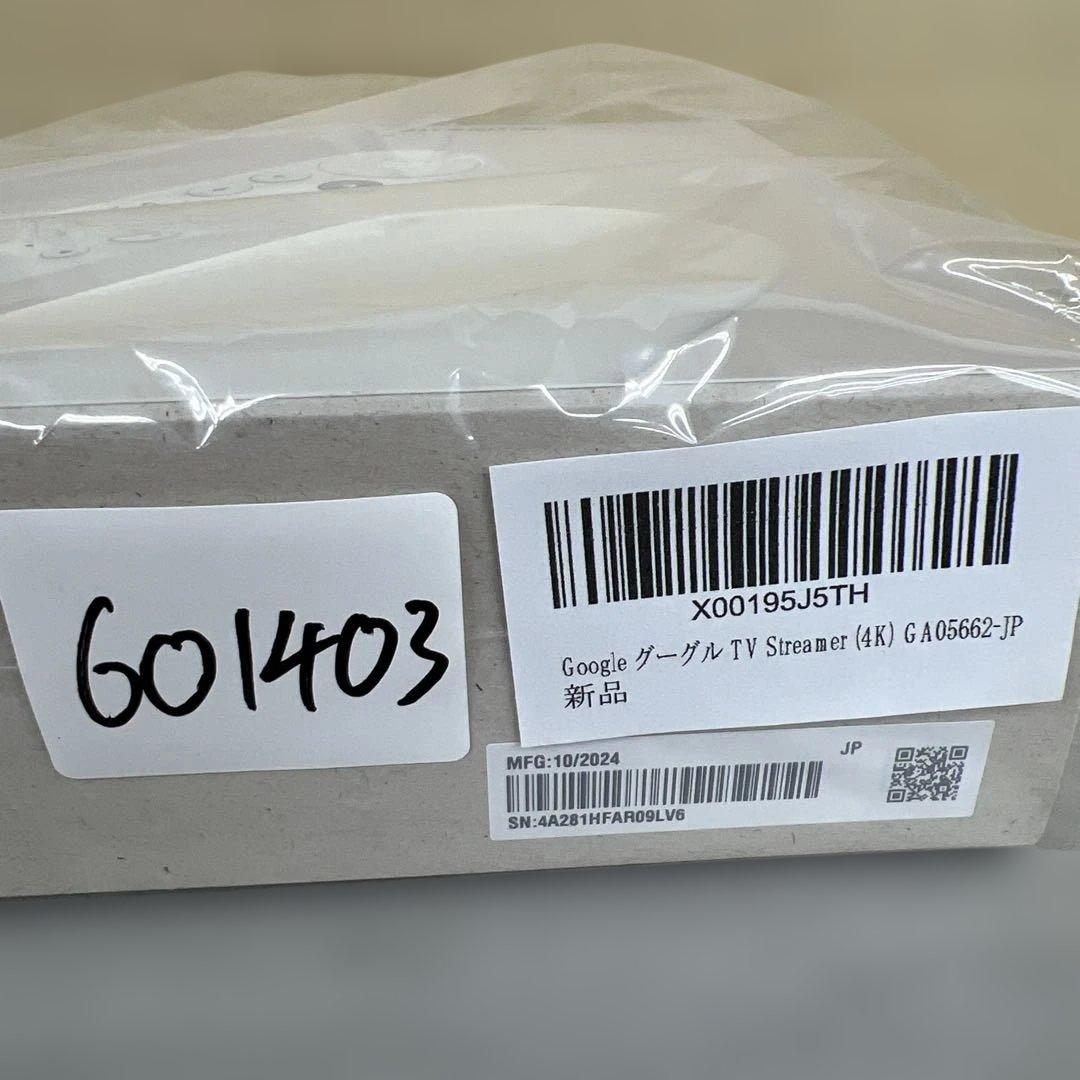 601403
X00195J5TH
Google グーグル TV Streamer (4K) GA05662-JP
新品
MFG:10/2024
JP
SN:4A281HFAR09LV6